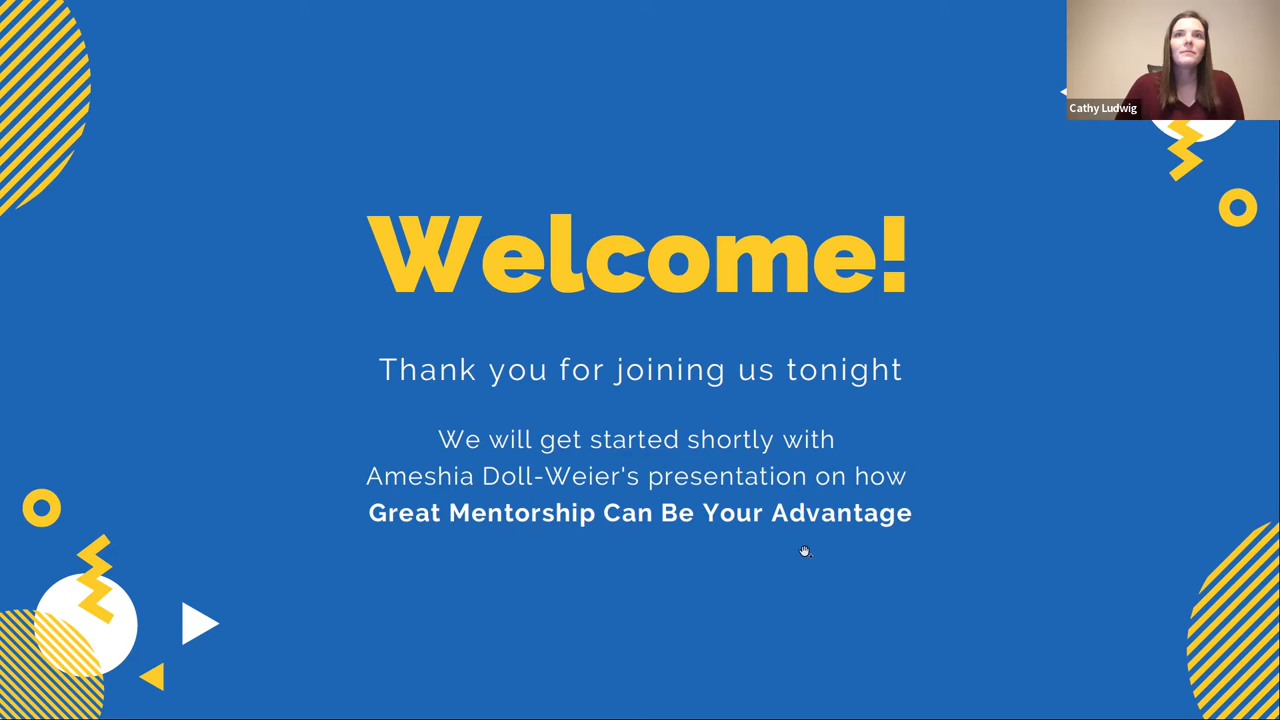 Cathy Ludwig
Welcome!
Thank you for joining us tonight
We will get started shortly with
Ameshia Doll-Weier's presentation on how
Great Mentorship Can Be Your Advantage